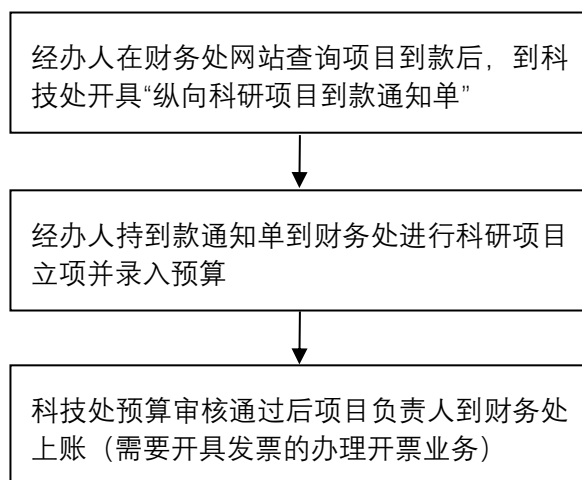 经办人在财务处网站查询项目到款后，到科
技处开具“纵向科研项目到款通知单”
经办人持到款通知单到财务处进行科研项目
立项并录入预算
科技处预算审核通过后项目负责人到财务处
上账（需要开具发票的办理开票业务）